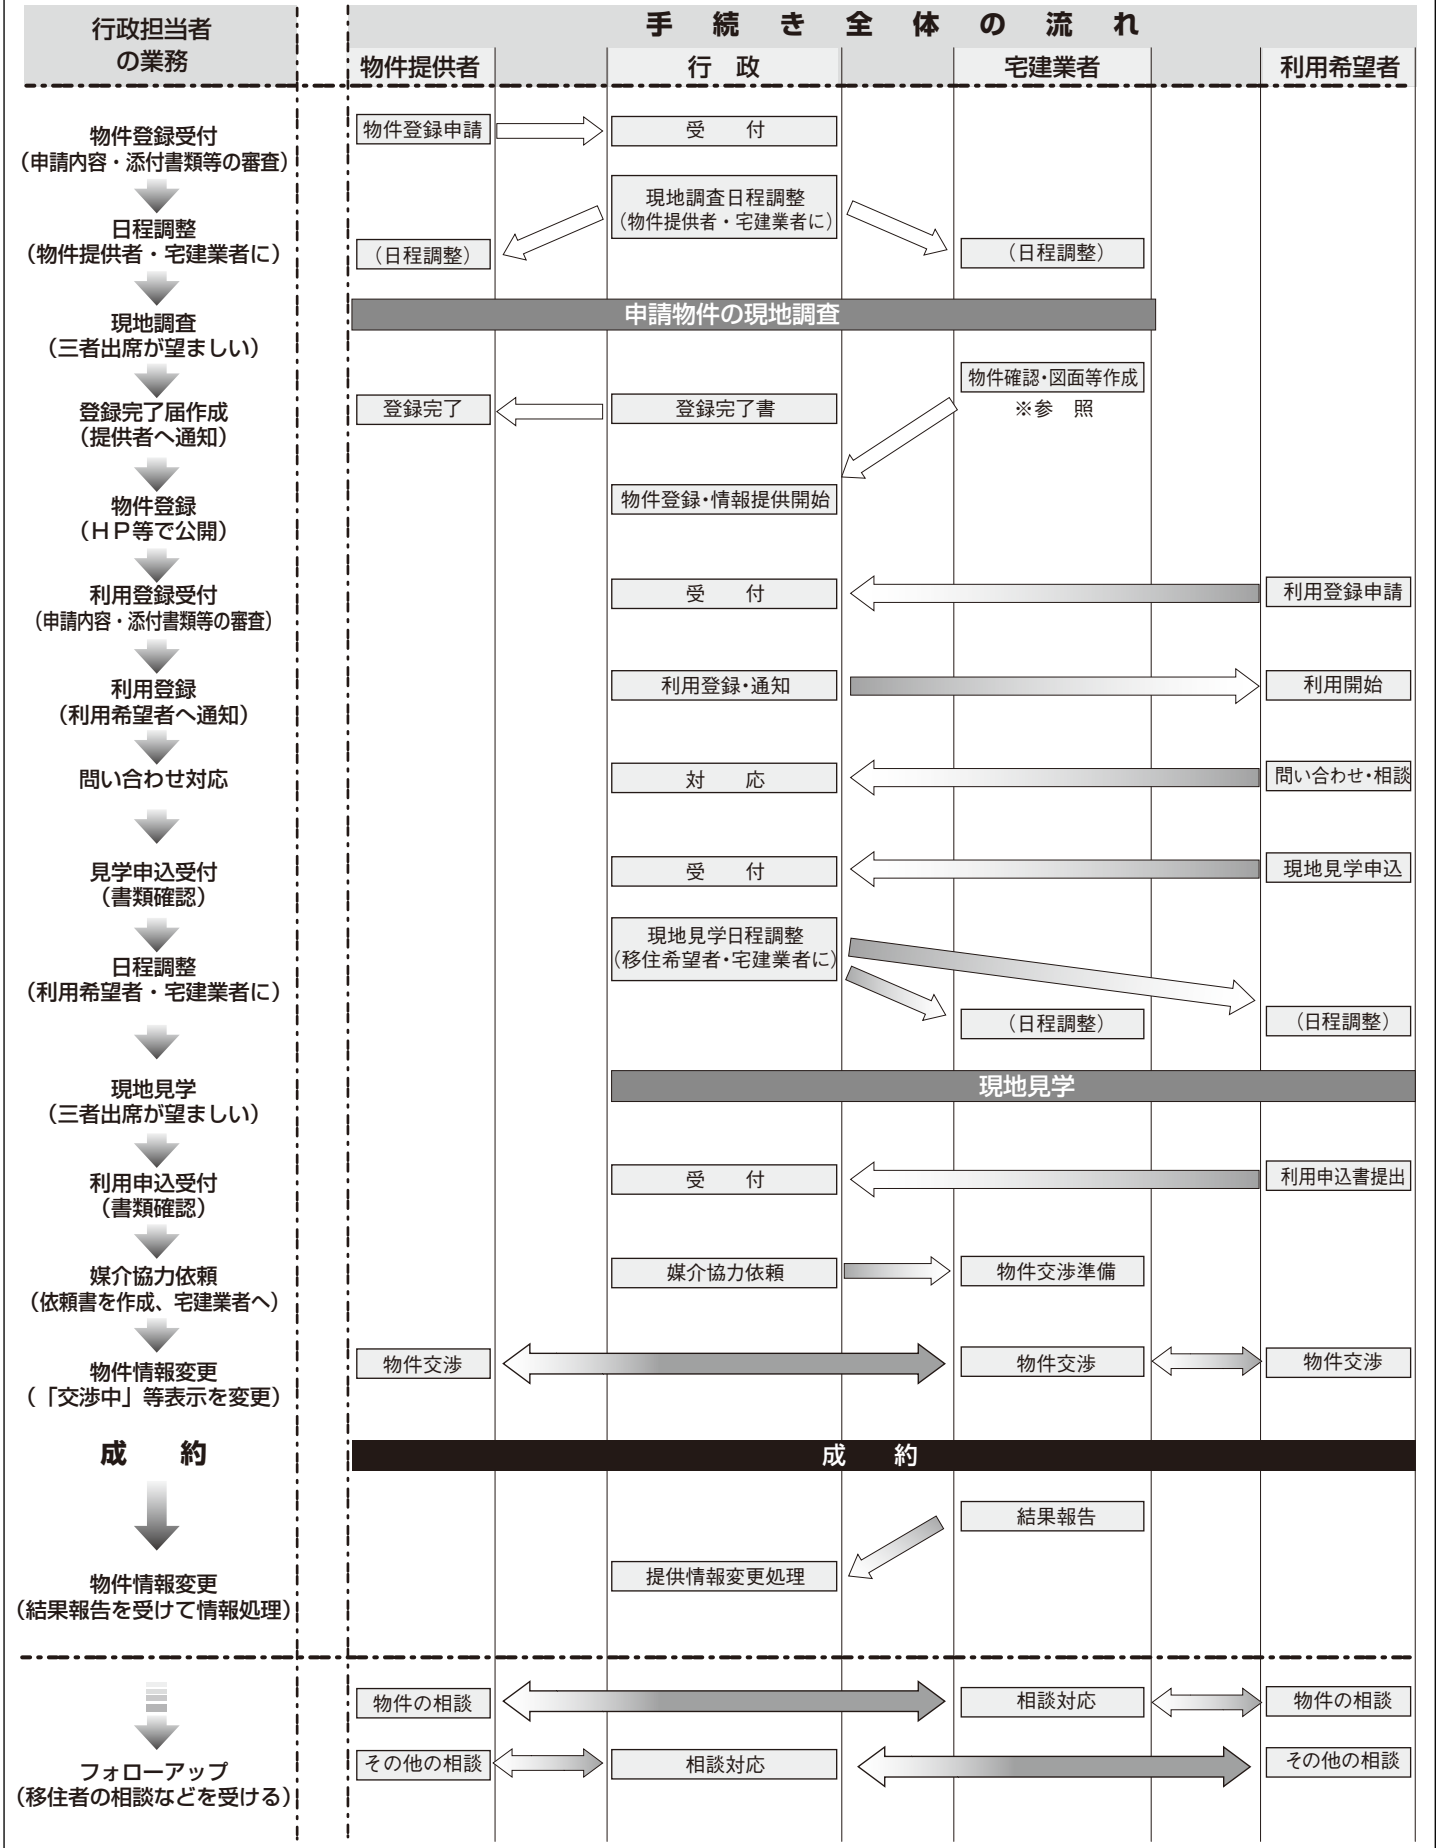 行政担当者
の業務
手続き全体の流れ
物件提供者
行 政
宅建業者
利用希望者
物件登録受付
(申請内容・添付書類等の審査)
物件登録申請
受 付
日程調整
(物件提供者・宅建業者に)
現地調査日程調整
(物件提供者・宅建業者に)
(日程調整)
(日程調整)
現地調査
(三者出席が望ましい)
申請物件の現地調査
登録完了届作成
(提供者へ通知)
登録完了
登録完了書
物件確認・図面等作成
※参 照
物件登録
(HP等で公開)
物件登録・情報提供開始
利用登録受付
(申請内容・添付書類等の審査)
受 付
利用登録申請
利用登録
(利用希望者へ通知)
利用登録・通知
利用開始
問い合わせ対応
対 応
問い合わせ・相談
見学申込受付
(書類確認)
受 付
現地見学申込
日程調整
(利用希望者・宅建業者に)
現地見学日程調整
(移住希望者・宅建業者に)
(日程調整)
(日程調整)
現地見学
(三者出席が望ましい)
現地見学
利用申込受付
(書類確認)
受 付
利用申込書提出
媒介協力依頼
(依頼書を作成、宅建業者へ)
媒介協力依頼
物件交渉準備
物件情報変更
(「交渉中」等表示を変更)
物件交渉
物件交渉
物件交渉
成 約
成 約
結果報告
提供情報変更処理
物件情報変更
(結果報告を受けて情報処理)
物件の相談
相談対応
物件の相談
フォローアップ
(移住者の相談などを受ける)
その他の相談
相談対応
その他の相談